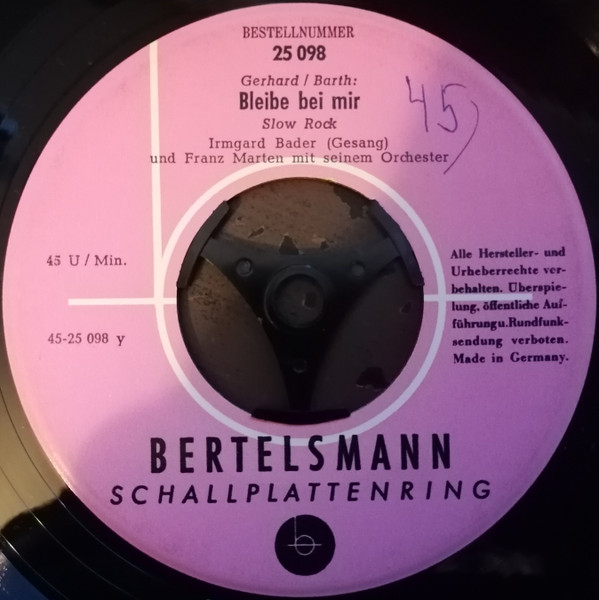 BESTELLNUMMER
25 098
Gerhard / Barth:
Bleibe bei mir
Slow Rock
Irmgard Bader (Gesang)
und Franz Marten mit seinem Orchester
45
45 U / Min.
45-25 098 y
Alle Hersteller- und
Urheberrechte vor-
behalten. Überspie-
lung, öffentliche Auf-
führung u. Rundfunk-
sendung verboten.
Made in Germany.
BERTELSMANN
SCHALLPLATTENRING